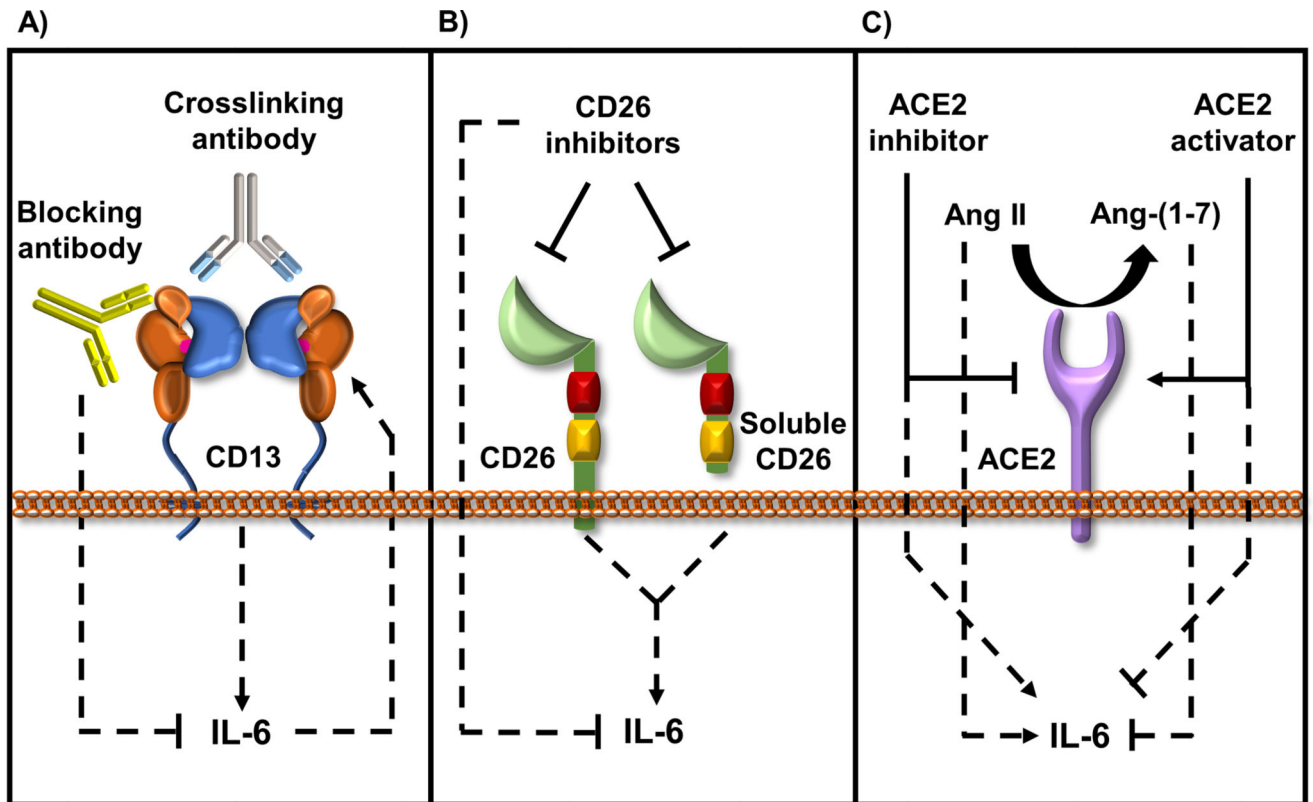 A)
Crosslinking
antibody
Blocking
antibody
CD13
IL-6
B)
CD26
inhibitors
CD26
Soluble
CD26
IL-6
C)
ACE2
inhibitor
ACE2
activator
Ang II
Ang-(1-7)
ACE2
IL-6